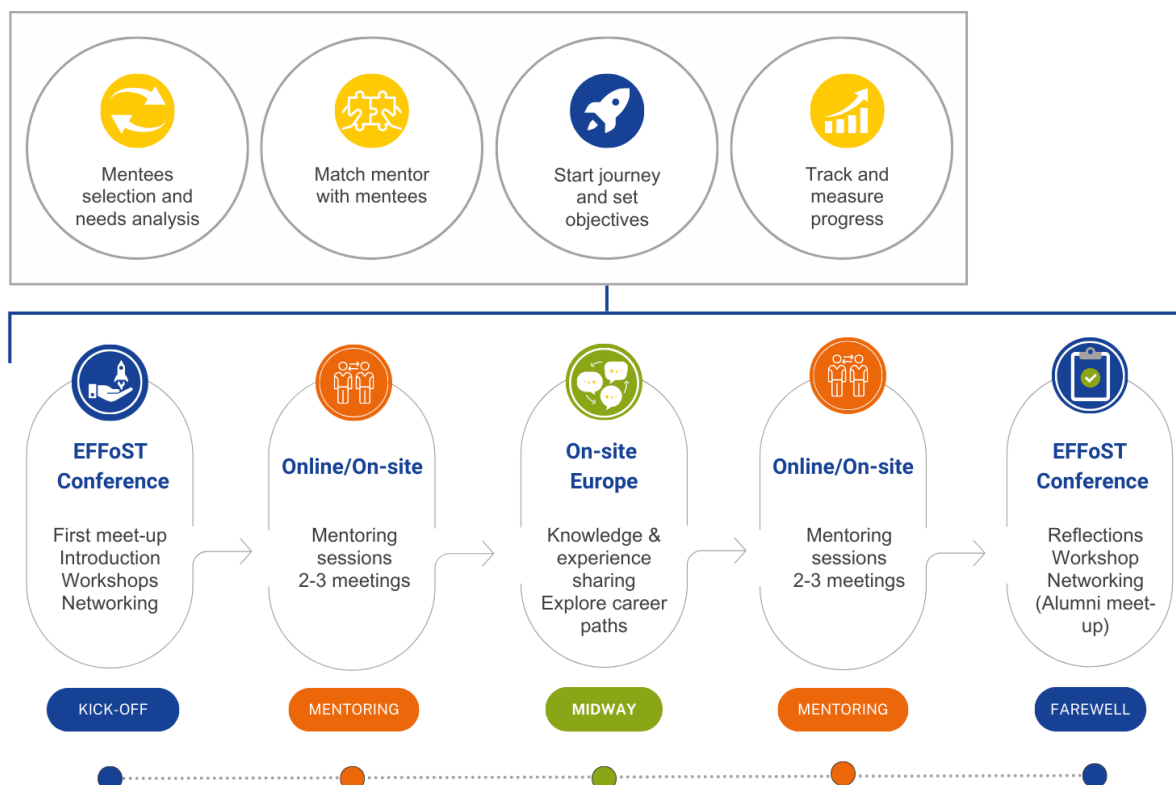 Mentees
selection and
needs analysis
Match mentor
with mentees
Start journey
and set
objectives
Track and
measure
progress
EFFoST
Conference
First meet-up
Introduction
Workshops
Networking
KICK-OFF
Online/On-site
Mentoring
sessions
2-3 meetings
MENTORING
On-site
Europe
Knowledge &
experience
sharing
Explore career
paths
MIDWAY
Online/On-site
Mentoring
sessions
2-3 meetings
MENTORING
EFFoST
Conference
Reflections
Workshop
Networking
(Alumni meet-
up)
FAREWELL